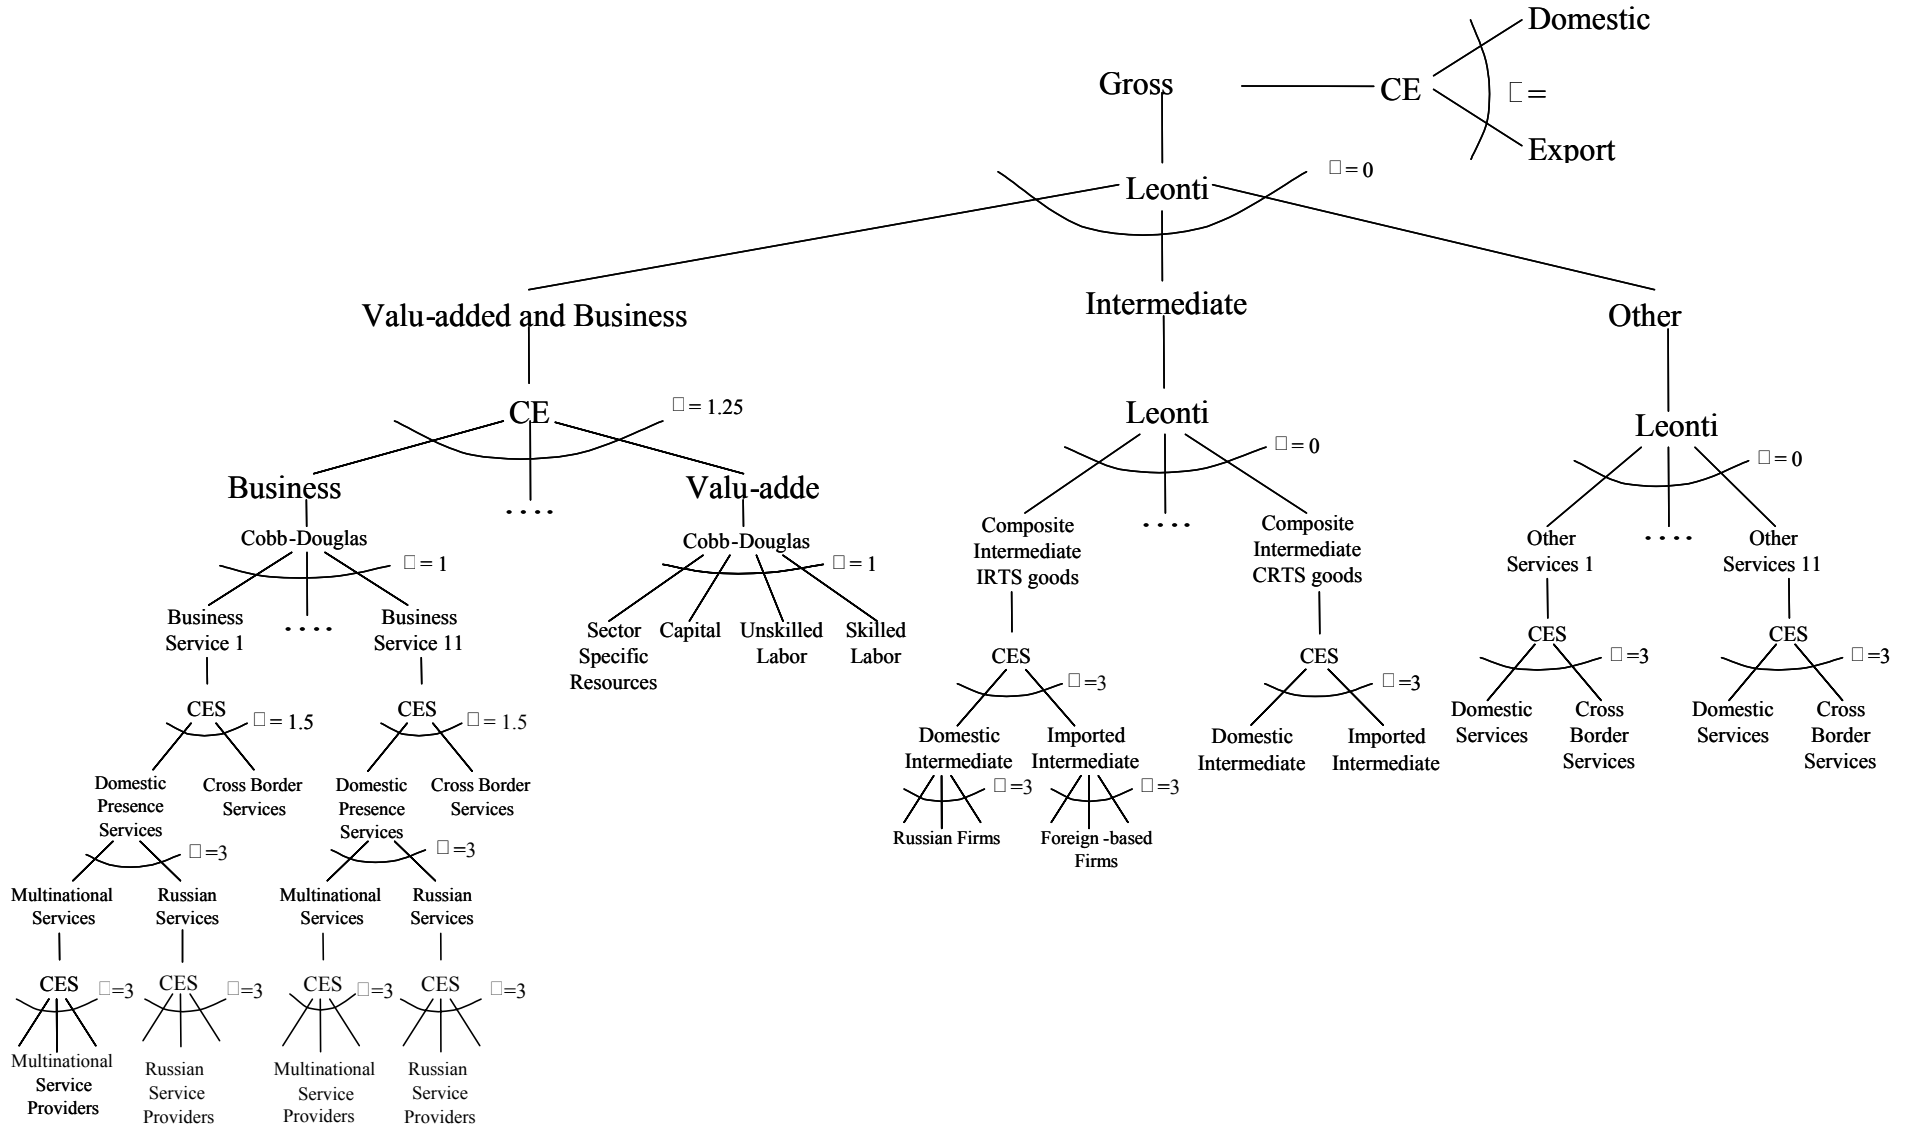 Domestic
Gross
CE
□ =
Export
□ = 0
Leonti
Valu-added and Business
Intermediate
Other
CE
□ = 1.25
Leonti
□ = 0
Leonti
□ = 0
Business
....
Valu-adde
Cobb-Douglas
□ = 1
Cobb-Douglas
□ = 1
Composite
Intermediate
IRTS goods
....
Composite
Intermediate
CRTS goods
Other
Services 1
....
Other
Services 11
Business
Service 1
....
Business
Service 11
Sector
Specific
Resources
Capital
Unskilled
Labor
Skilled
Labor
CES
□ =3
CES
□ =3
CES
□ =3
CES
□ =3
CES
□ = 1.5
CES
□ = 1.5
Domestic
Intermediate
Imported
Intermediate
Domestic
Intermediate
Imported
Intermediate
Domestic
Services
Cross
Border
Services
Domestic
Services
Cross
Border
Services
Domestic
Presence
Services
Cross Border
Services
Domestic
Presence
Services
Cross Border
Services
□ =3
□ =3
Russian Firms
Foreign -based
Firms
□ =3
□ =3
Multinational
Services
Russian
Services
Multinational
Services
Russian
Services
CES
□=3
CES
□=3
CES
□=3
CES
□=3
Multinational
Service
Providers
Russian
Service
Providers
Multinational
Service
Providers
Russian
Service
Providers